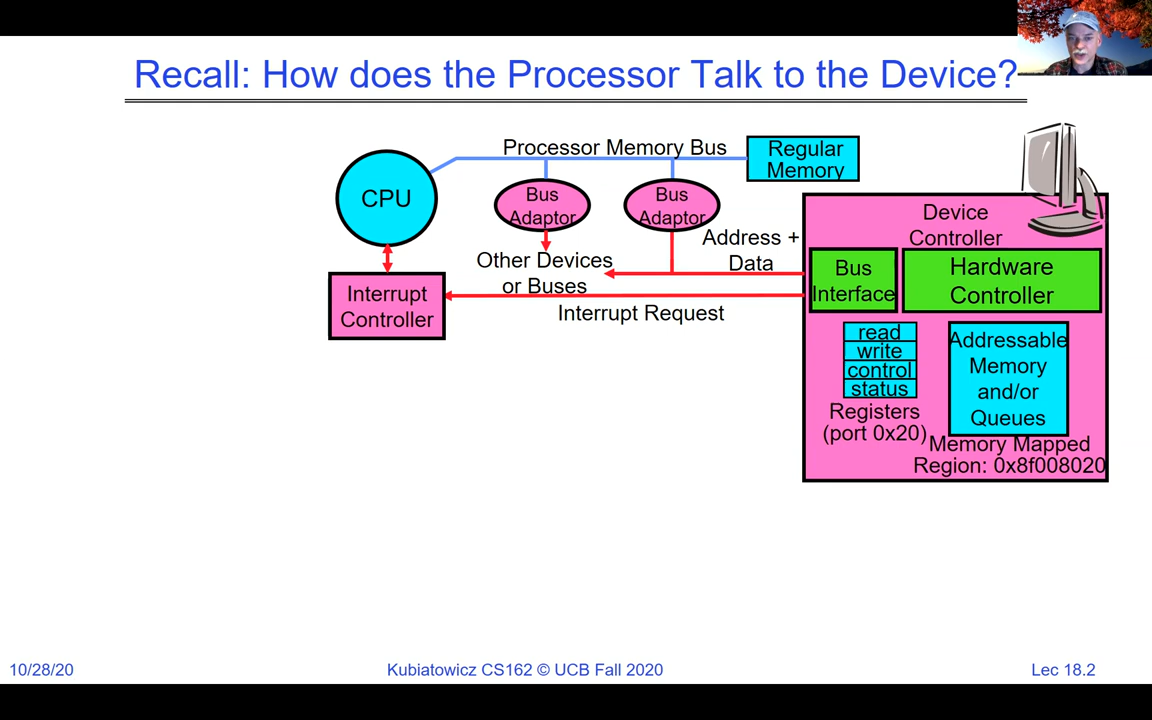 Recall: How does the Processor Talk to the Device?
Processor Memory Bus
Regular
Memory
CPU
Bus
Adaptor
Bus
Adaptor
Address +
Data
Other Devices
or Buses
Interrupt
Controller
Interrupt Request
Device
Controller
Bus
Interface
Hardware
Controller
read
write
control
status
Registers
(port 0x20)
Addressable
Memory
and/or
Queues
Memory Mapped
Region: 0x8f008020
10/28/20
Kubiatowicz CS162 © UCB Fall 2020
Lec 18.2